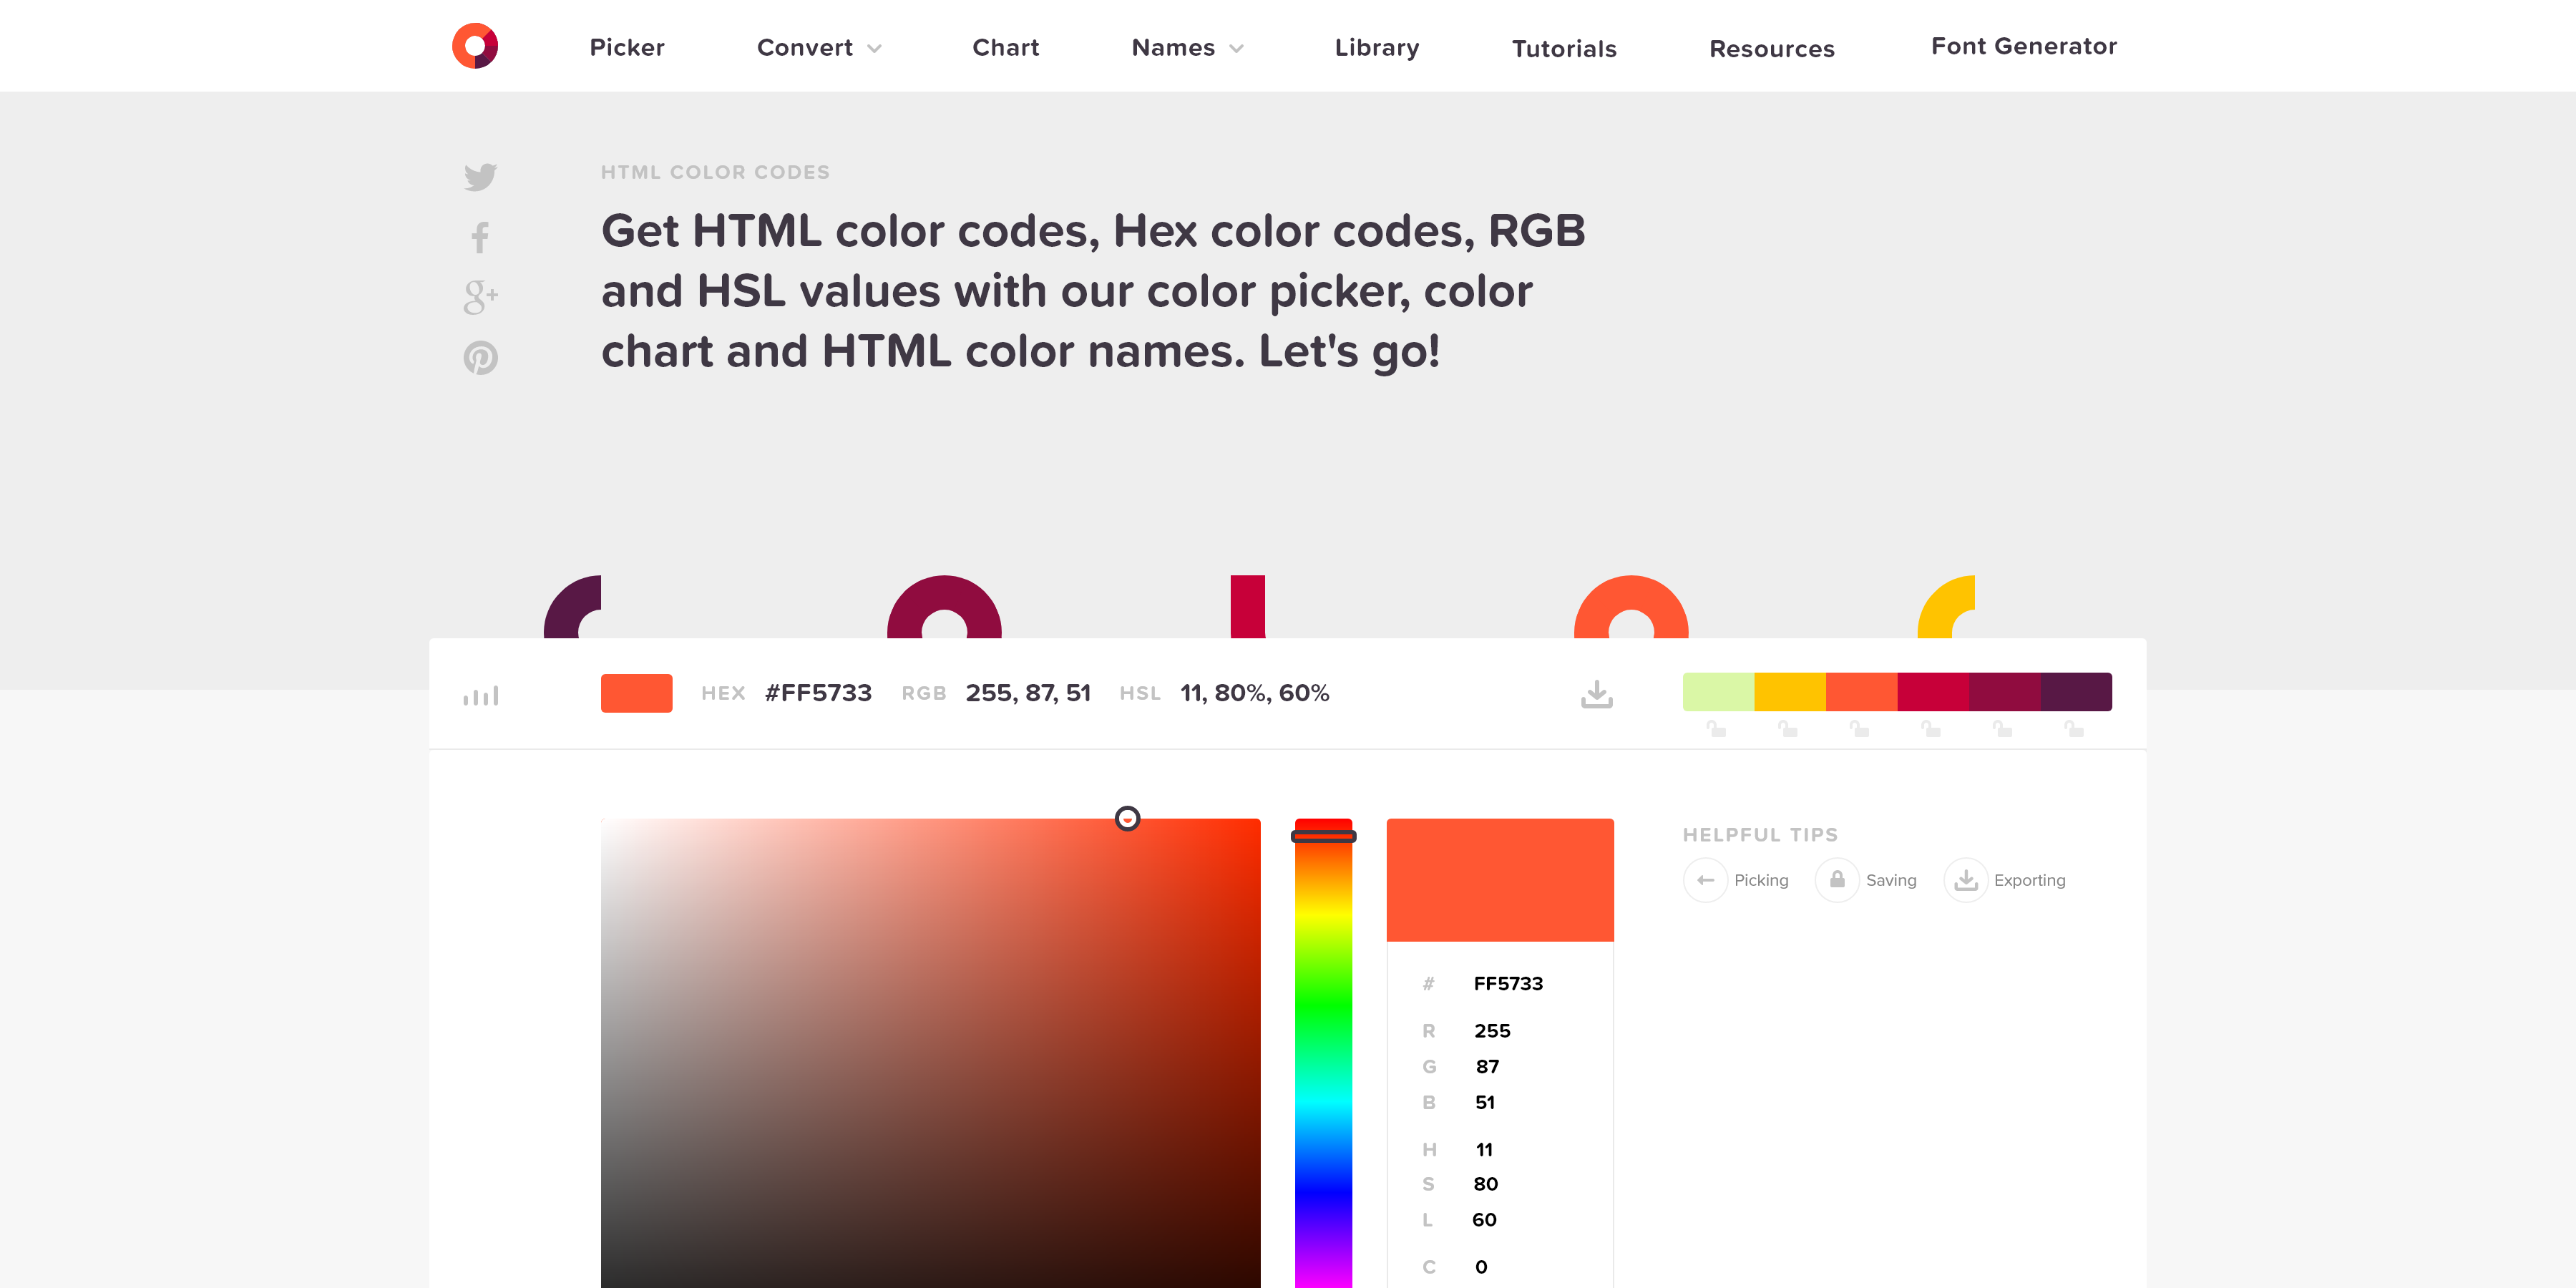 Picker Convert Chart Names Library Tutorials Resources Font Generator
HTML COLOR CODES
Get HTML color codes, Hex color codes, RGB
and HSL values with our color picker, color
chart and HTML color names. Let's go!
HEX #FF5733 RGB 255, 87, 51 HSL 11, 80%, 60%
HELPFUL TIPS
Picking Saving Exporting
# FF5733
R 255
G 87
B 51
H 11
S 80
L 60
C 0